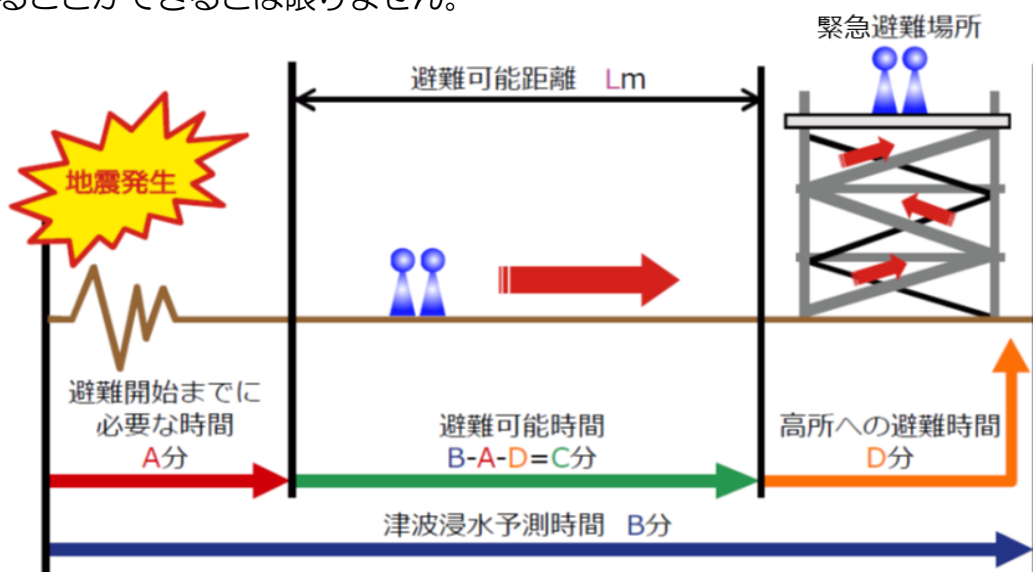 ることができるとは限りません。
緊急避難場所
避難可能距離 Lm
地震発生
避難開始までに
必要な時間
A分
避難可能時間
B-A-D=C分
高所への避難時間
D分
津波浸水予測時間 B分